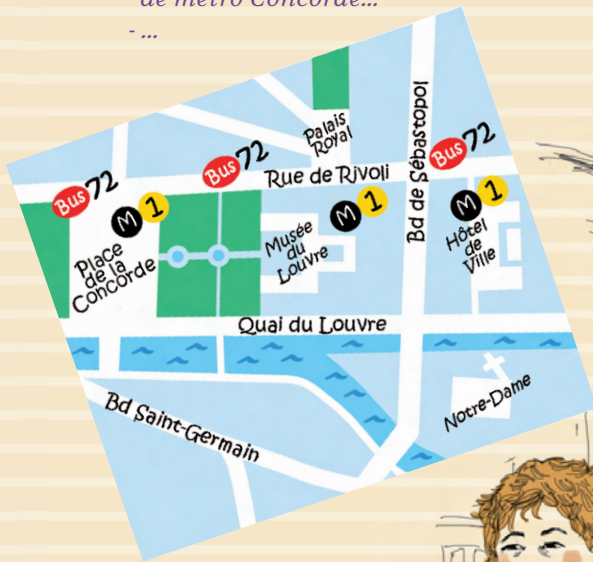 de métro Concorde...
- ...
Palais
Royal
Bus 72
Bus 72
Bus 72
Rue de Rivoli
Bd de Sébastopol
M 1
M 1
M 1
Place
de la
Concorde
Musée
du
Louvre
Hôtel
de
Ville
Quai du Louvre
Bd Saint-Germain
Notre-Dame